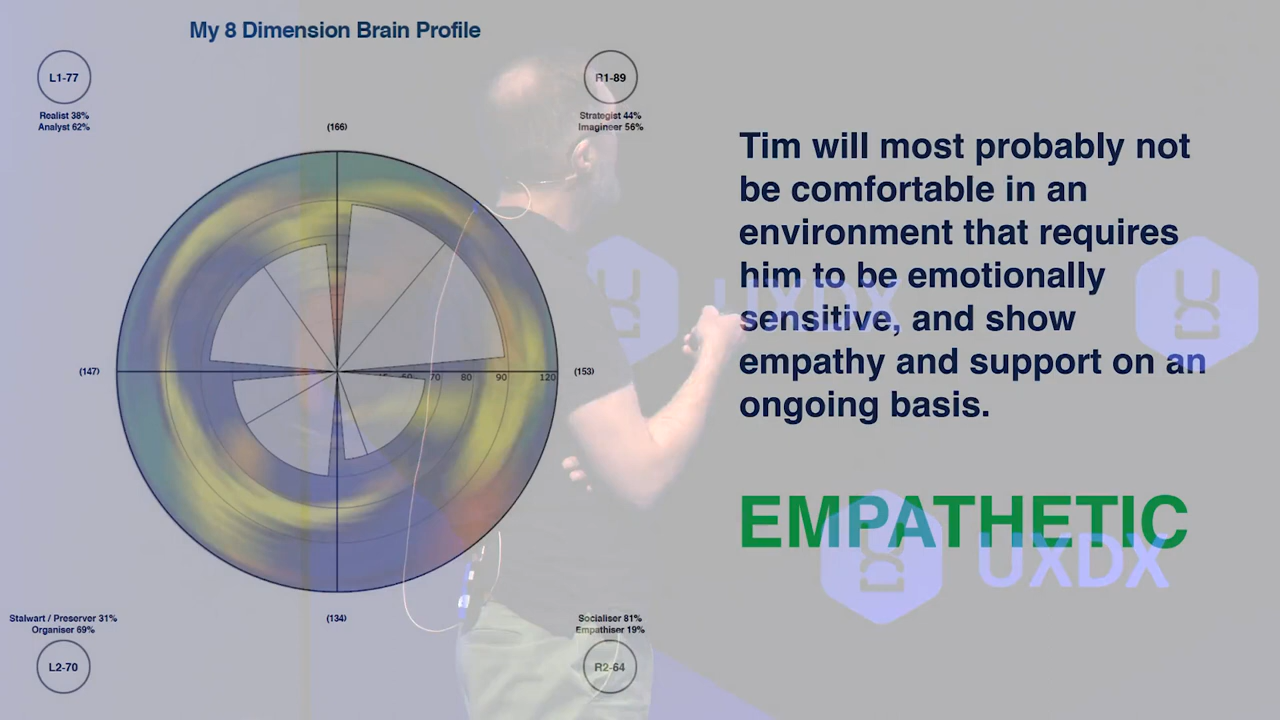 My 8 Dimension Brain Profile
L1-77
Realist 38%
Analyst 62%
R1-89
Strategist 44%
Imagineer 56%
(166)
(147)
(153)
60 70 80 90 120
(134)
Stalwart / Preserver 31%
Organiser 69%
L2-70
Socialiser 81%
Empathiser 19%
R2-64
Tim will most probably not
be comfortable in an
environment that requires
him to be emotionally
sensitive, and show
empathy and support on an
ongoing basis.
EMPATHETIC
UXDX
UXDX